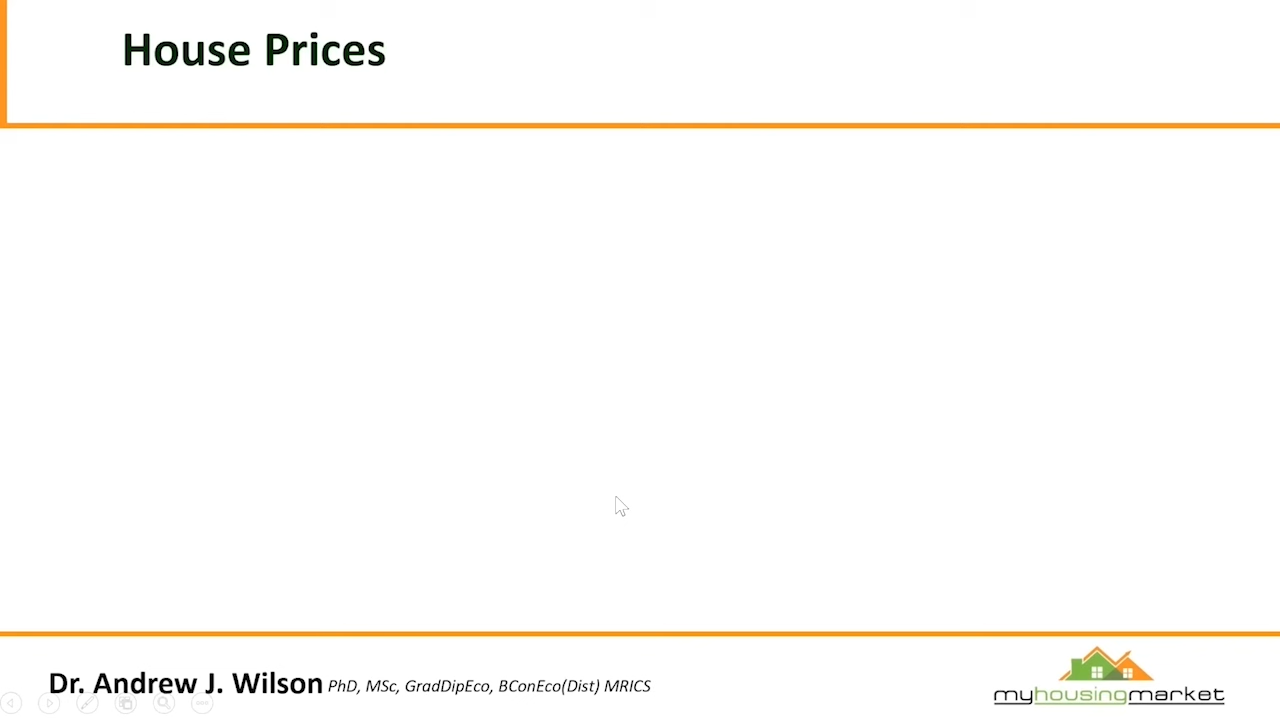 House Prices
Dr. Andrew J. Wilson PhD, MSc, GradDipEco, BConEco(Dist) MRICS
myhousingmarket